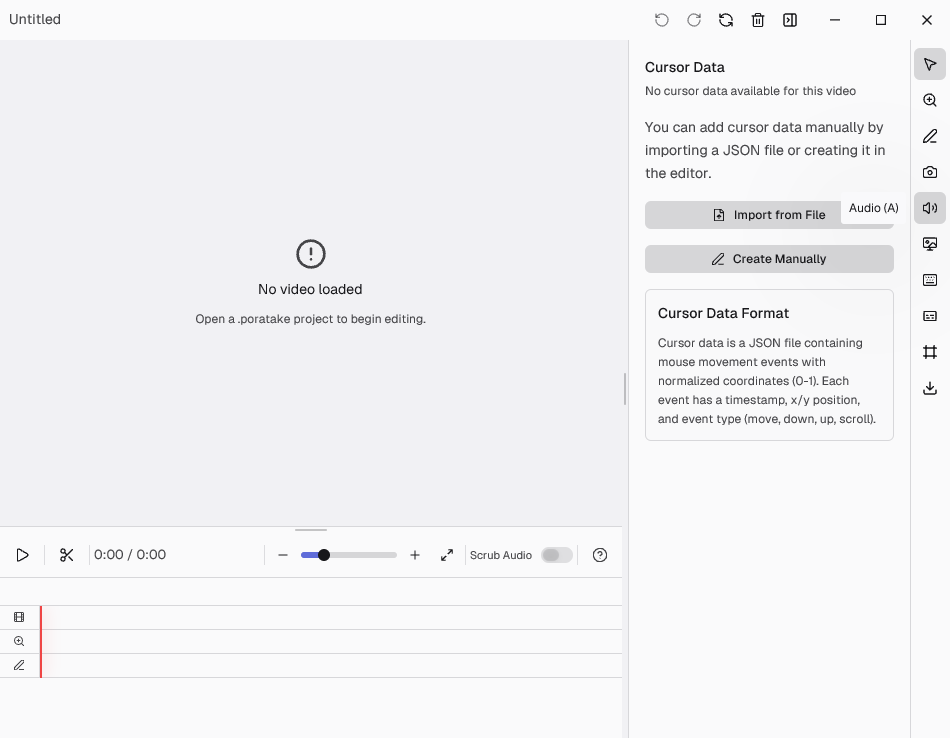 Untitled
No video loaded
Open a .poratake project to begin editing.
0:00 / 0:00
Scrub Audio
Cursor Data
No cursor data available for this video
You can add cursor data manually by
importing a JSON file or creating it in
the editor.
Import from File
Audio (A)
Create Manually
Cursor Data Format
Cursor data is a JSON file containing
mouse movement events with
normalized coordinates (0-1). Each
event has a timestamp, x/y position,
and event type (move, down, up, scroll).